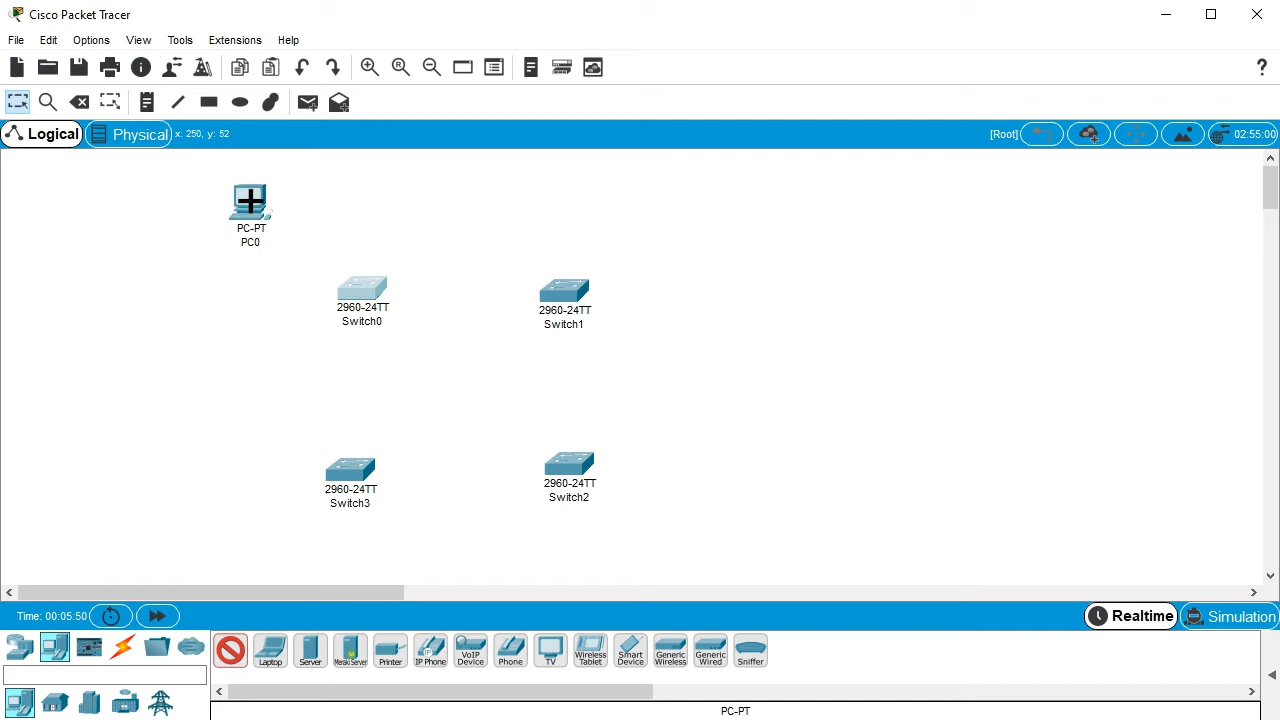 Cisco Packet Tracer
File Edit Options View Tools Extensions Help
Logical Physical x: 250, y: 52 [Root] 02:55:00
PC-PT
PC0
2960-24TT
Switch0
2960-24TT
Switch1
2960-24TT
Switch3
2960-24TT
Switch2
Time: 00:05:50 Realtime Simulation
Laptop Server Meraki Server Printer IP Phone VoIP Device Phone TV Wireless Tablet Smart Device Generic Wireless Generic Wired Sniffer
PC-PT